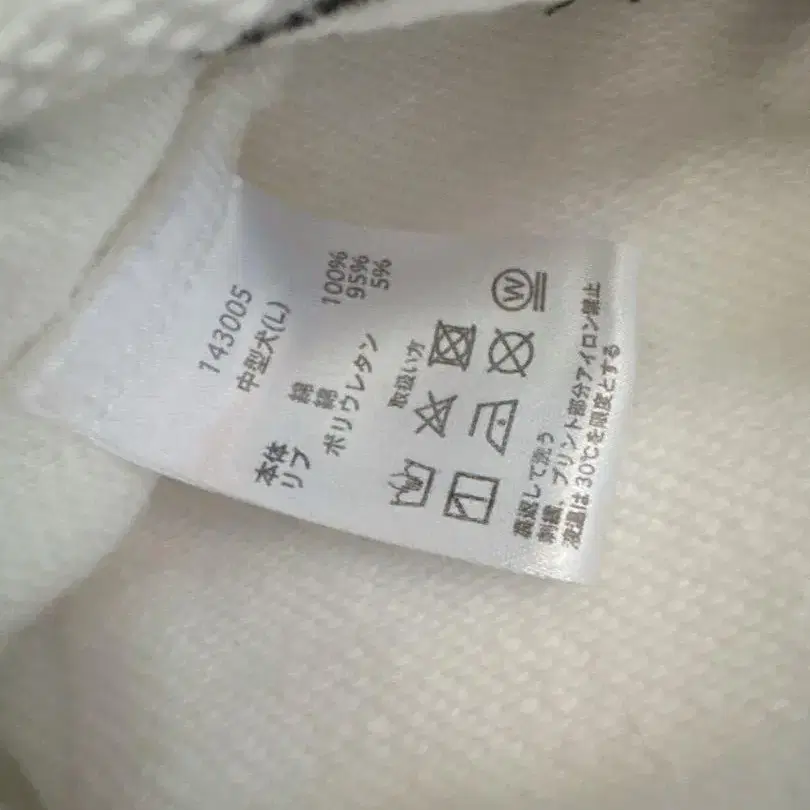 143005
中型犬(L)
本体 綿 100%
リブ 綿 95%
ポリウレタン 5%
取扱い方
W
裏返して洗う
刺繍、プリント部分アイロン禁止
液温は30℃を限度とする